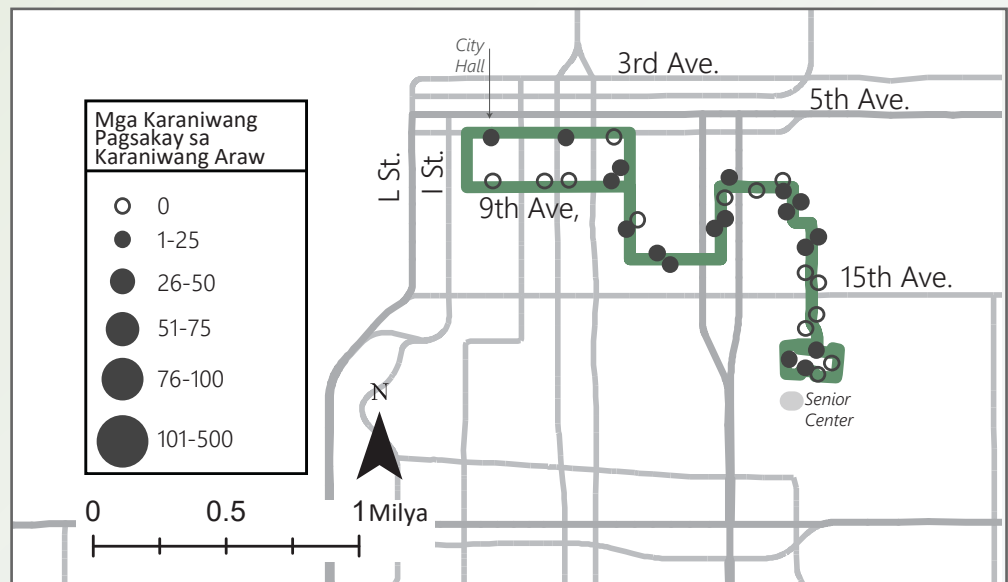 City
Hall
3rd Ave.
5th Ave.
Mga Karaniwang
Pagsakay sa
Karaniwang Araw
0
1-25
26-50
51-75
76-100
101-500
L St.
I St.
9th Ave,
15th Ave.
Senior
Center
N
0 0.5 1 Milya